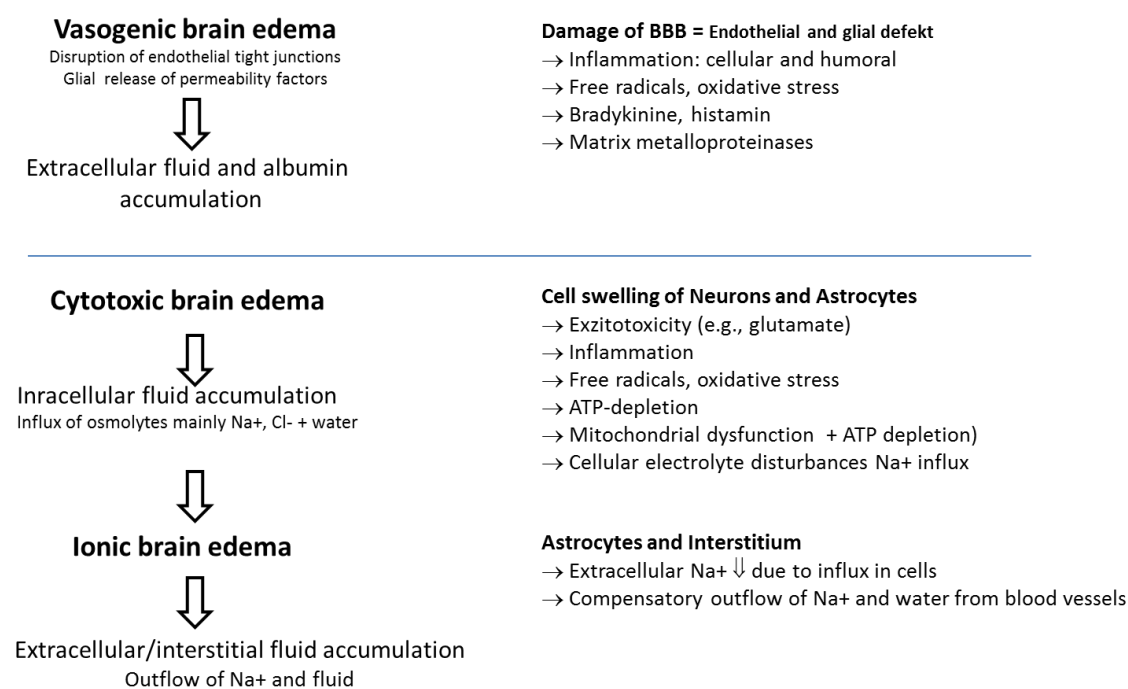 Vasogenic brain edema
Disruption of endothelial tight junctions
Glial release of permeability factors
Extracellular fluid and albumin
accumulation
Damage of BBB = Endothelial and glial defekt
→ Inflammation: cellular and humoral
→ Free radicals, oxidative stress
→ Bradykinine, histamin
→ Matrix metalloproteinases
Cytotoxic brain edema
Inracellular fluid accumulation
Influx of osmolytes mainly Na+, Cl- + water
Cell swelling of Neurons and Astrocytes
→ Exzitotoxicity (e.g., glutamate)
→ Inflammation
→ Free radicals, oxidative stress
→ ATP-depletion
→ Mitochondrial dysfunction + ATP depletion)
→ Cellular electrolyte disturbances Na+ influx
Ionic brain edema
Extracellular/interstitial fluid accumulation
Outflow of Na+ and fluid
Astrocytes and Interstitium
→ Extracellular Na+ ⇓ due to influx in cells
→ Compensatory outflow of Na+ and water from blood vessels